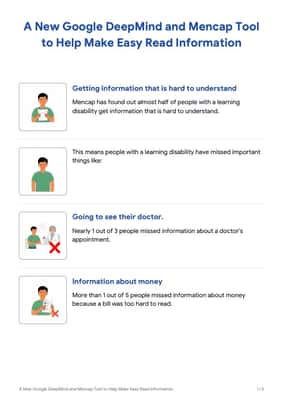 A New Google DeepMind and Mencap Tool
to Help Make Easy Read Information
Getting information that is hard to understand
Mencap has found out almost half of people with a learning
disability get information that is hard to understand.
This means people with a learning disability have missed important
things like:
Going to see their doctor.
Nearly 1 out of 3 people missed information about a doctor's
appointment.
Information about money
More than 1 out of 5 people missed information about money
because a bill was too hard to read.
A New Google DeepMind and Mencap Tool to Help Make Easy Read Information